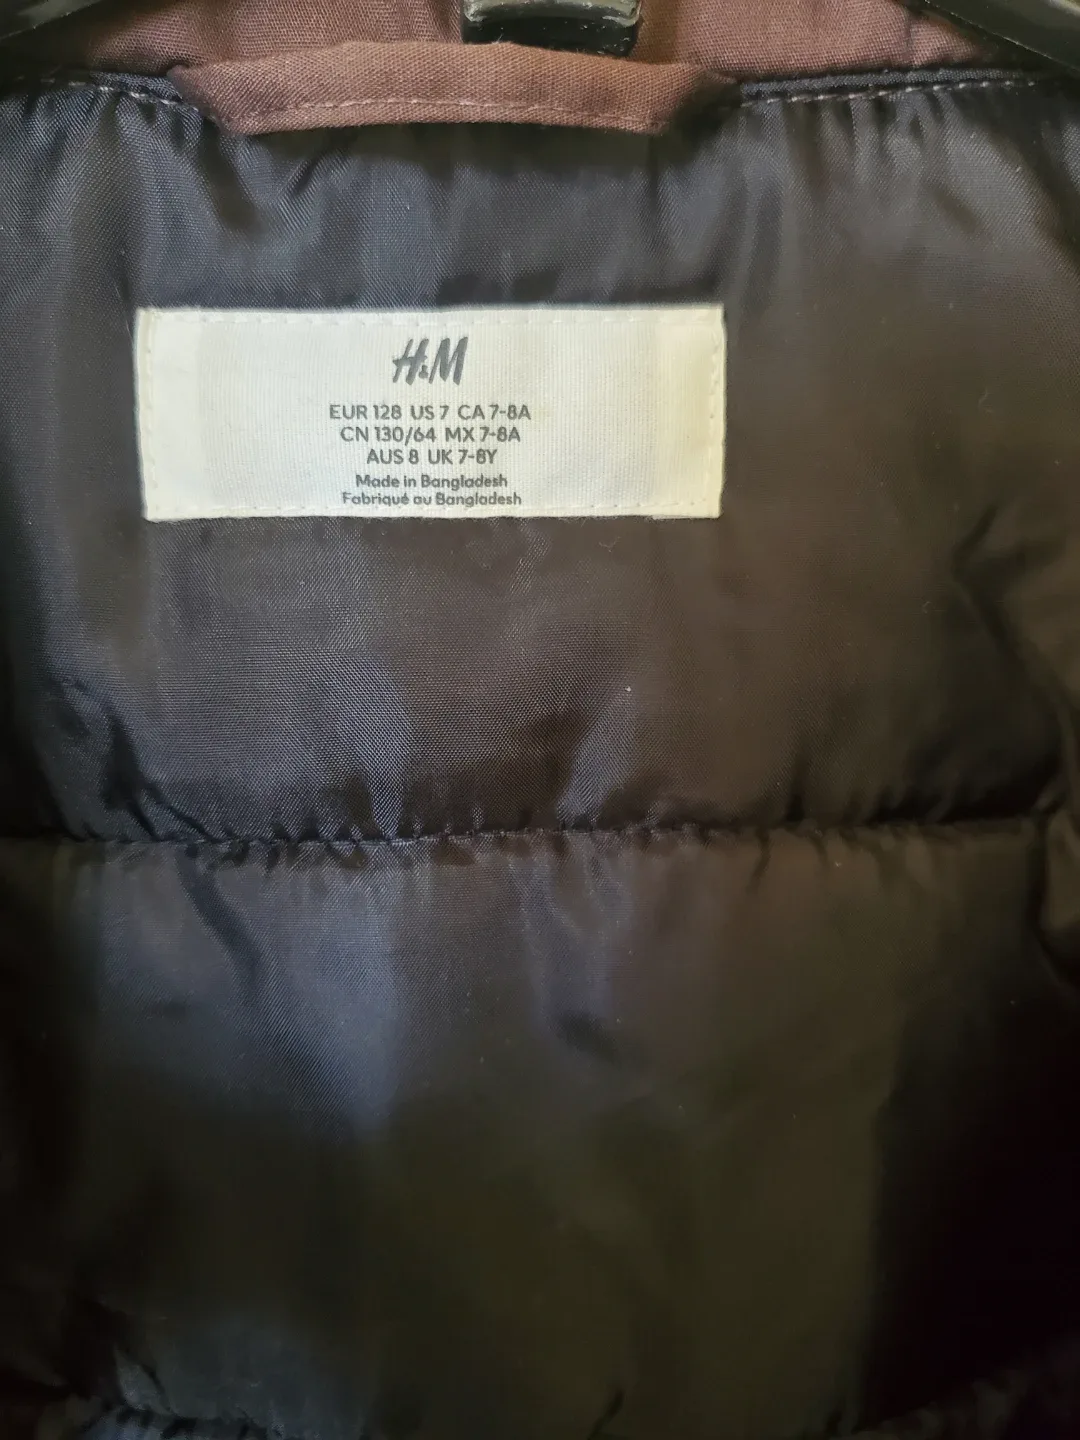 H&M
EUR 128 US 7 CA 7-8A
CN 130/64 MX 7-8A
AUS 8 UK 7-8Y
Made in Bangladesh
Fabriqué au Bangladesh